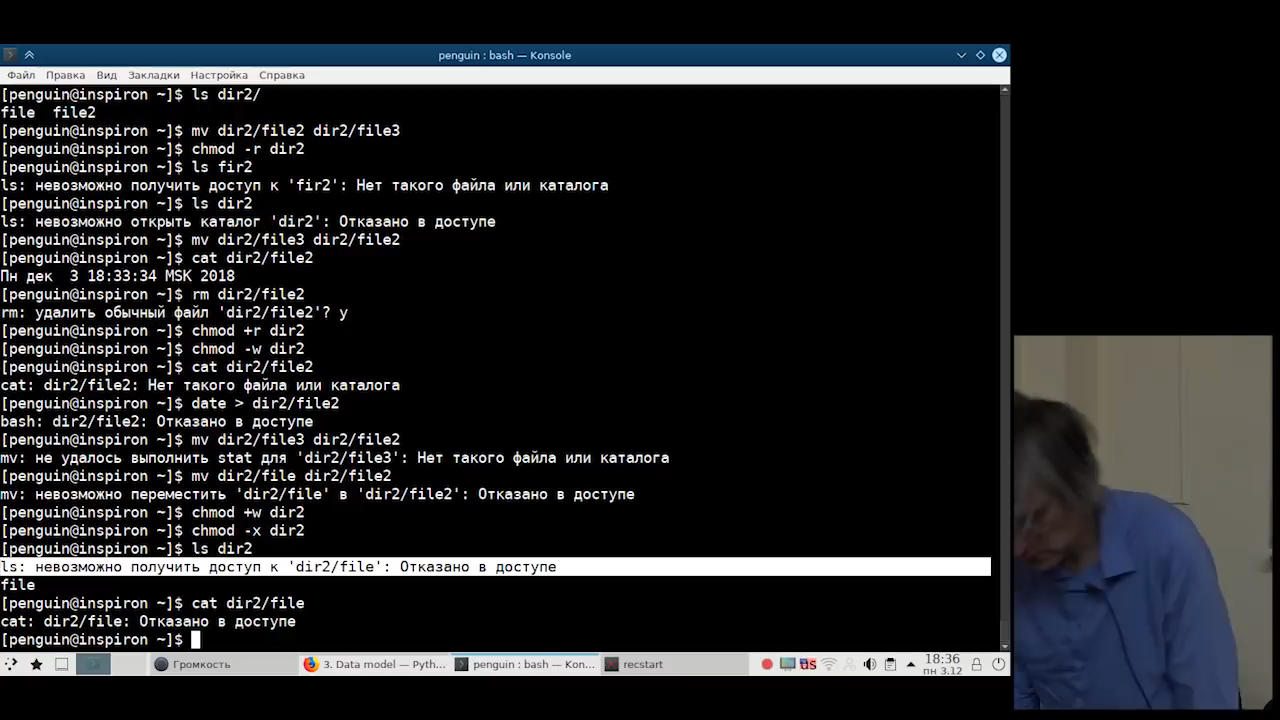 penguin : bash — Konsole
Файл Правка Вид Закладки Настройка Справка
[penguin@inspiron ~]$ ls dir2/
file  file2
[penguin@inspiron ~]$ mv dir2/file2 dir2/file3
[penguin@inspiron ~]$ chmod -r dir2
[penguin@inspiron ~]$ ls fir2
ls: невозможно получить доступ к 'fir2': Нет такого файла или каталога
[penguin@inspiron ~]$ ls dir2
ls: невозможно открыть каталог 'dir2': Отказано в доступе
[penguin@inspiron ~]$ mv dir2/file3 dir2/file2
[penguin@inspiron ~]$ cat dir2/file2
Пн дек  3 18:33:34 MSK 2018
[penguin@inspiron ~]$ rm dir2/file2
rm: удалить обычный файл 'dir2/file2'? y
[penguin@inspiron ~]$ chmod +r dir2
[penguin@inspiron ~]$ chmod -w dir2
[penguin@inspiron ~]$ cat dir2/file2
cat: dir2/file2: Нет такого файла или каталога
[penguin@inspiron ~]$ date > dir2/file2
bash: dir2/file2: Отказано в доступе
[penguin@inspiron ~]$ mv dir2/file3 dir2/file2
mv: не удалось выполнить stat для 'dir2/file3': Нет такого файла или каталога
[penguin@inspiron ~]$ mv dir2/file dir2/file2
mv: невозможно переместить 'dir2/file' в 'dir2/file2': Отказано в доступе
[penguin@inspiron ~]$ chmod +w dir2
[penguin@inspiron ~]$ chmod -x dir2
[penguin@inspiron ~]$ ls dir2
ls: невозможно получить доступ к 'dir2/file': Отказано в доступе
file
[penguin@inspiron ~]$ cat dir2/file
cat: dir2/file: Отказано в доступе
[penguin@inspiron ~]$
Громкость 3. Data model — Pyth... penguin : bash — Kon... recstart US 18:36
пн 3.12